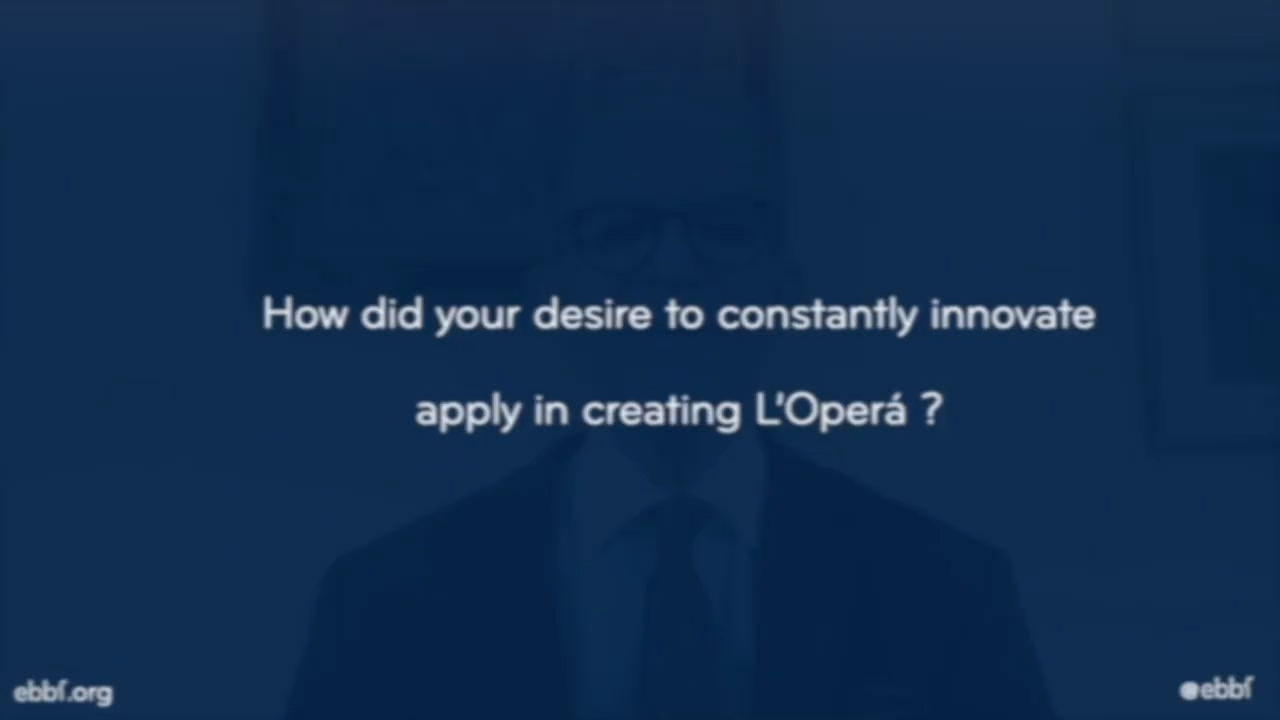 How did your desire to constantly innovate
apply in creating L'Operá ?
ebbf.org
@ebbf